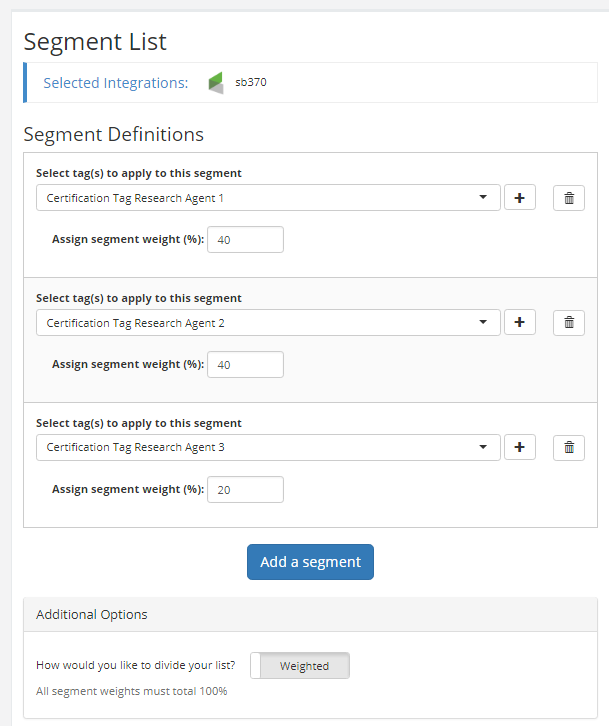 Segment List
Selected Integrations: sb370
Segment Definitions
Select tag(s) to apply to this segment
Certification Tag Research Agent 1
Assign segment weight (%): 40
Select tag(s) to apply to this segment
Certification Tag Research Agent 2
Assign segment weight (%): 40
Select tag(s) to apply to this segment
Certification Tag Research Agent 3
Assign segment weight (%): 20
Add a segment
Additional Options
How would you like to divide your list? Weighted
All segment weights must total 100%